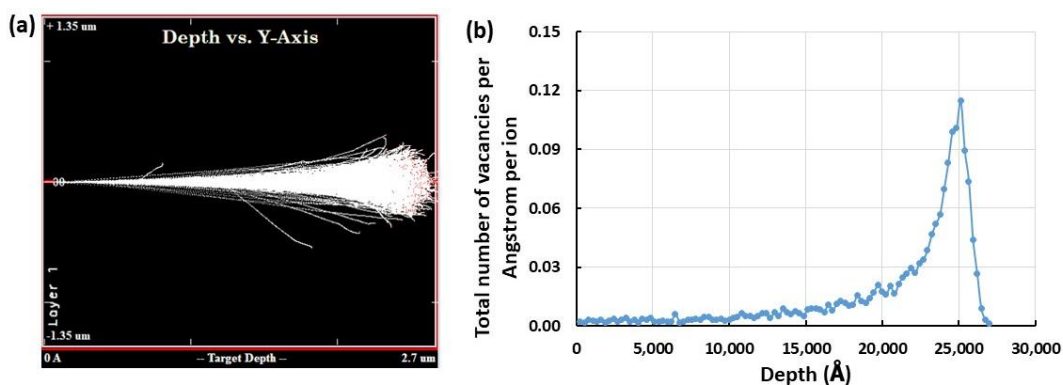 (a)
+ 1.35 um
Depth vs. Y-Axis
00
Layer 1
-1.35 um
0 A
-- Target Depth --
2.7 um
(b)
Total number of vacancies per
Angstrom per ion
0.15
0.12
0.09
0.06
0.03
0.00
0
5,000
10,000
15,000
20,000
25,000
30,000
Depth (Å)